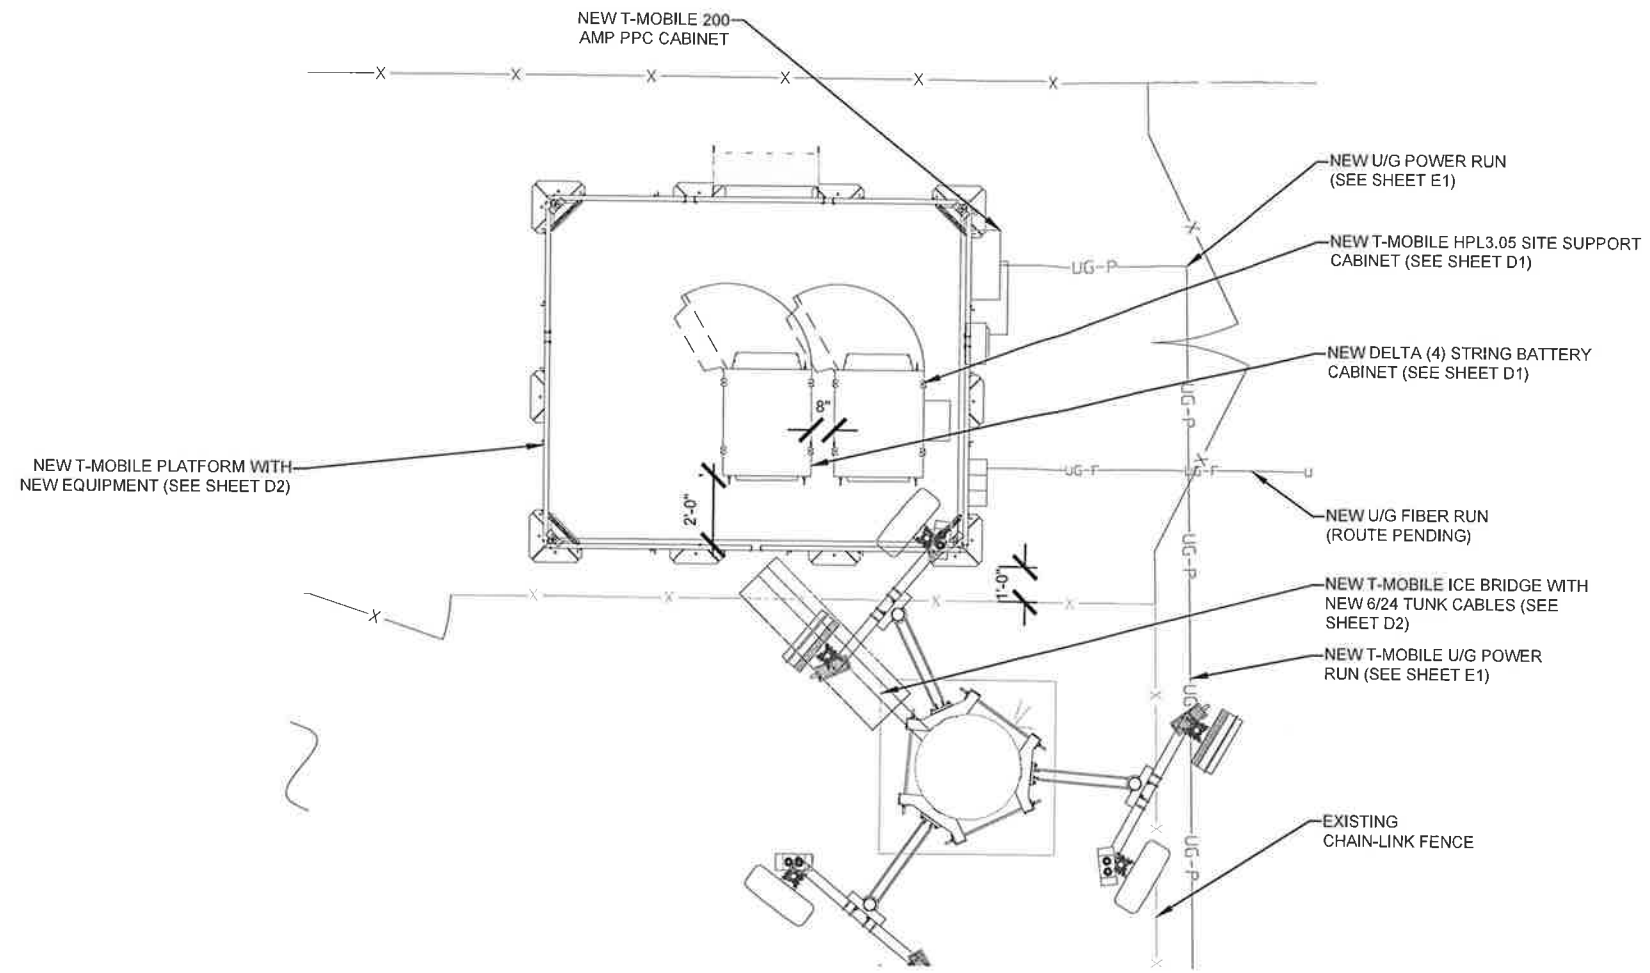 NEW T-MOBILE 200
AMP PPC CABINET
X X X X X X
NEW U/G POWER RUN
(SEE SHEET E1)
X
NEW T-MOBILE HPL3.05 SITE SUPPORT
CABINET (SEE SHEET D1)
UG-P
NEW DELTA (4) STRING BATTERY
CABINET (SEE SHEET D1)
8"
UG-P
NEW T-MOBILE PLATFORM WITH
NEW EQUIPMENT (SEE SHEET D2)
X
UG-F
2'-0"
NEW U/G FIBER RUN
(ROUTE PENDING)
UG-P
1'-0"
NEW T-MOBILE ICE BRIDGE WITH
NEW 6/24 TUNK CABLES (SEE
SHEET D2)
X X X X X
NEW T-MOBILE U/G POWER
RUN (SEE SHEET E1)
X
UG
EXISTING
CHAIN-LINK FENCE
X
UG-P
X